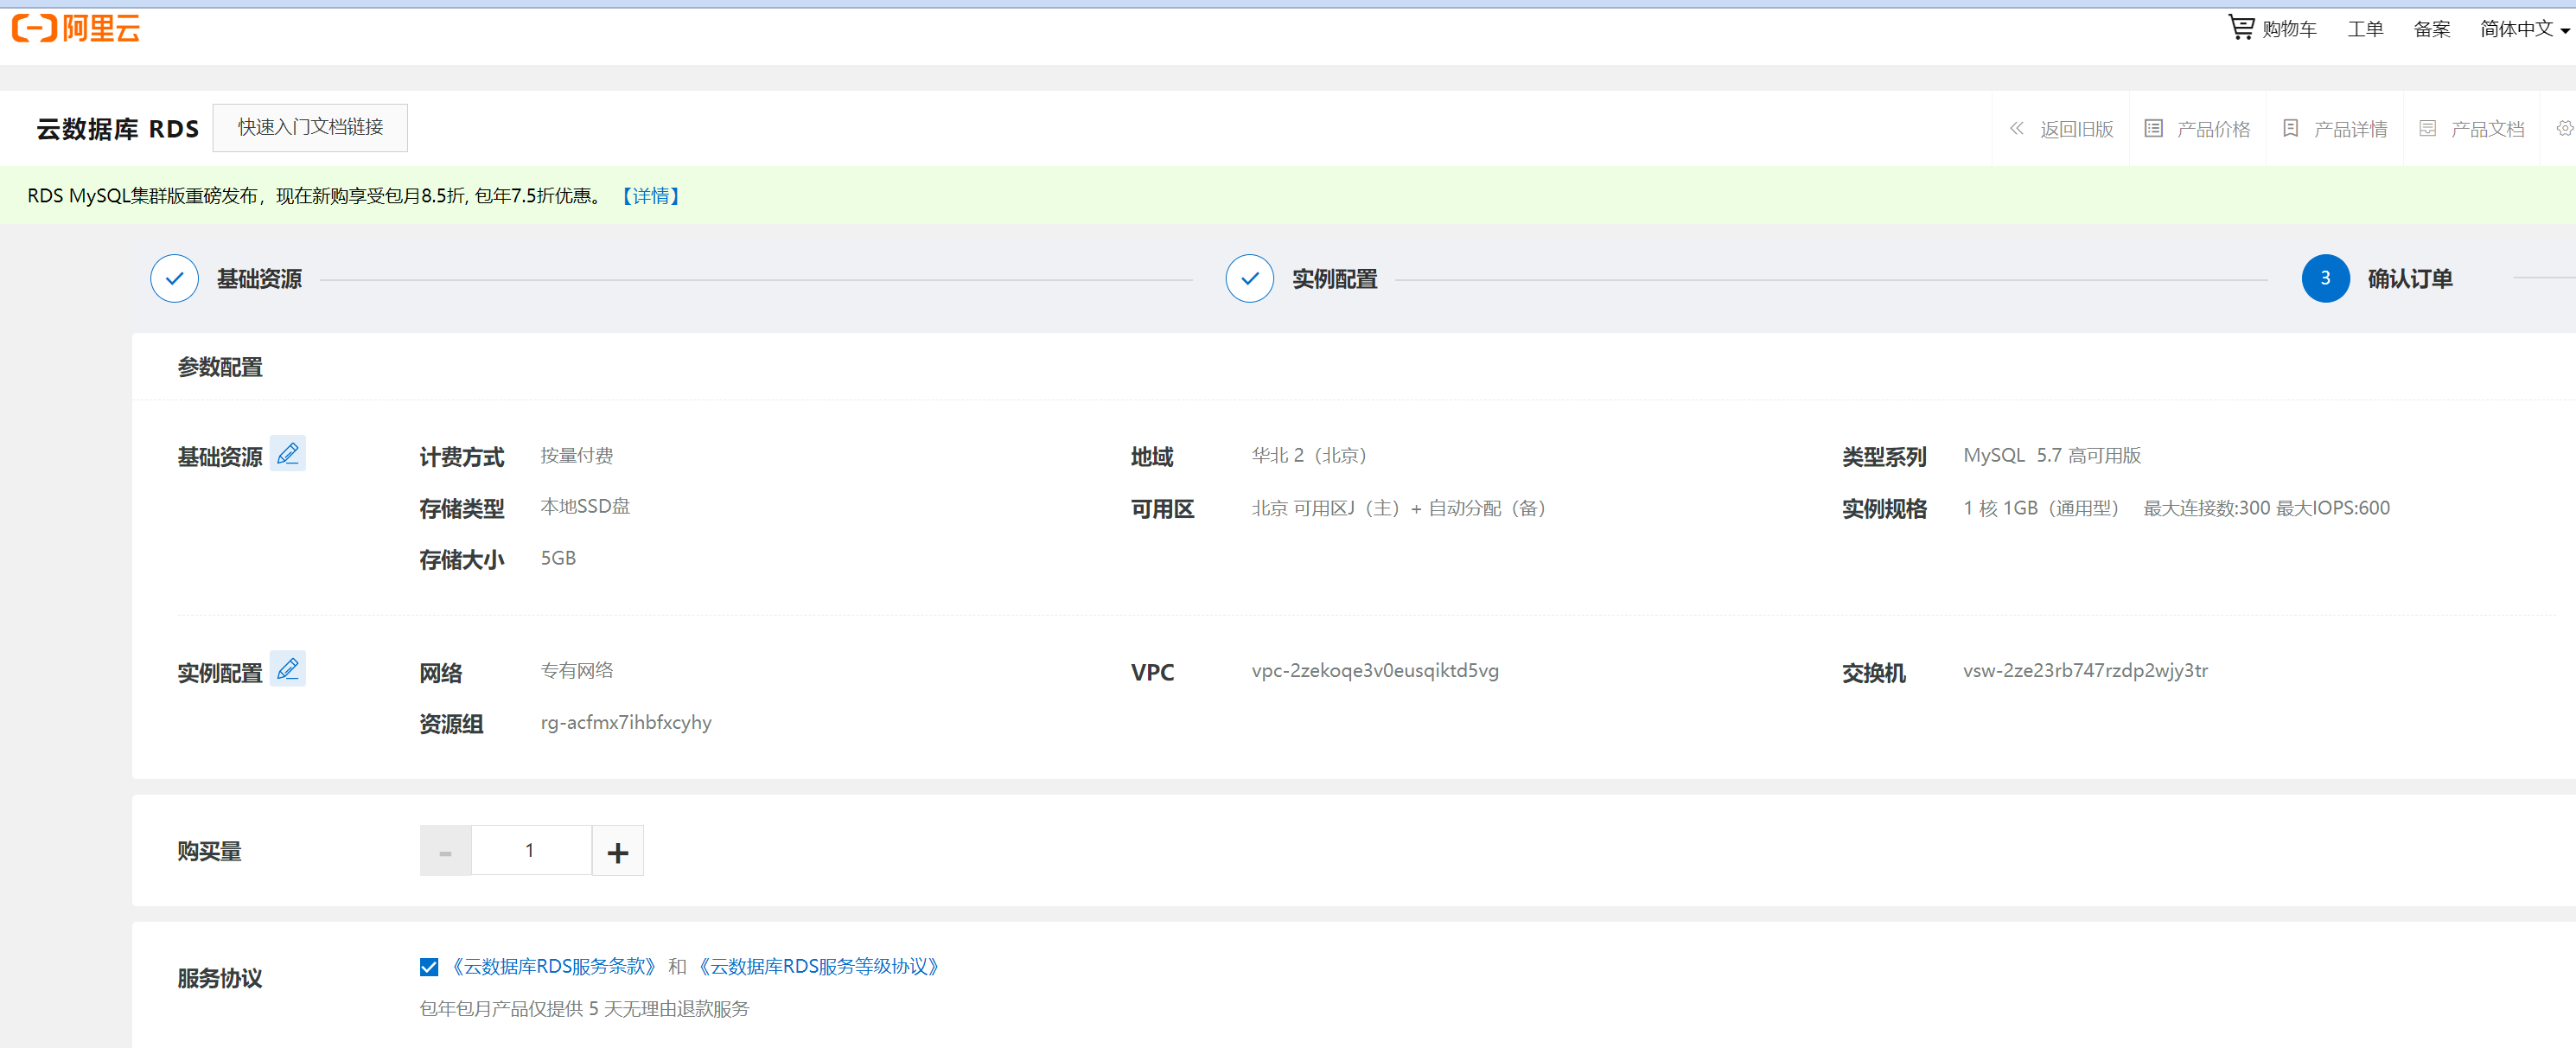 阿里云
购物车 工单 备案 简体中文
云数据库 RDS 快速入门文档链接 返回旧版 产品价格 产品详情 产品文档
RDS MySQL集群版重磅发布，现在新购享受包月8.5折, 包年7.5折优惠。 【详情】
基础资源 实例配置 3 确认订单
参数配置
基础资源 计费方式 按量付费 地域 华北 2（北京） 类型系列 MySQL 5.7 高可用版
存储类型 本地SSD盘 可用区 北京 可用区J（主）+ 自动分配（备） 实例规格 1 核 1GB（通用型） 最大连接数:300 最大IOPS:600
存储大小 5GB
实例配置 网络 专有网络 VPC vpc-2zekoqe3v0eusqiktd5vg 交换机 vsw-2ze23rb747rzdp2wjy3tr
资源组 rg-acfmx7ihbfxcyhy
购买量 - 1 +
服务协议 《云数据库RDS服务条款》 和 《云数据库RDS服务等级协议》
包年包月产品仅提供 5 天无理由退款服务